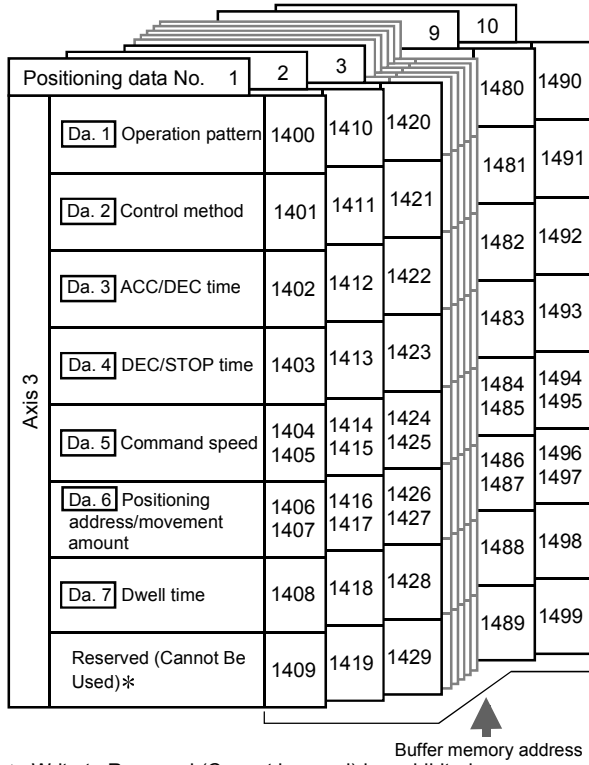 9 10
Positioning data No. 1 2 3
Axis 3
Da. 1 Operation pattern 1400 1410 1420 1480 1490
Da. 2 Control method 1401 1411 1421 1481 1491
Da. 3 ACC/DEC time 1402 1412 1422 1482 1492
Da. 4 DEC/STOP time 1403 1413 1423 1483 1493
Da. 5 Command speed 1404 1414 1424 1484 1494
1405 1415 1425 1485 1495
Da. 6 Positioning
address/movement
amount
1406 1416 1426 1486 1496
1407 1417 1427 1487 1497
Da. 7 Dwell time 1408 1418 1428 1488 1498
Reserved (Cannot Be
Used)* 1409 1419 1429 1489 1499
Buffer memory address